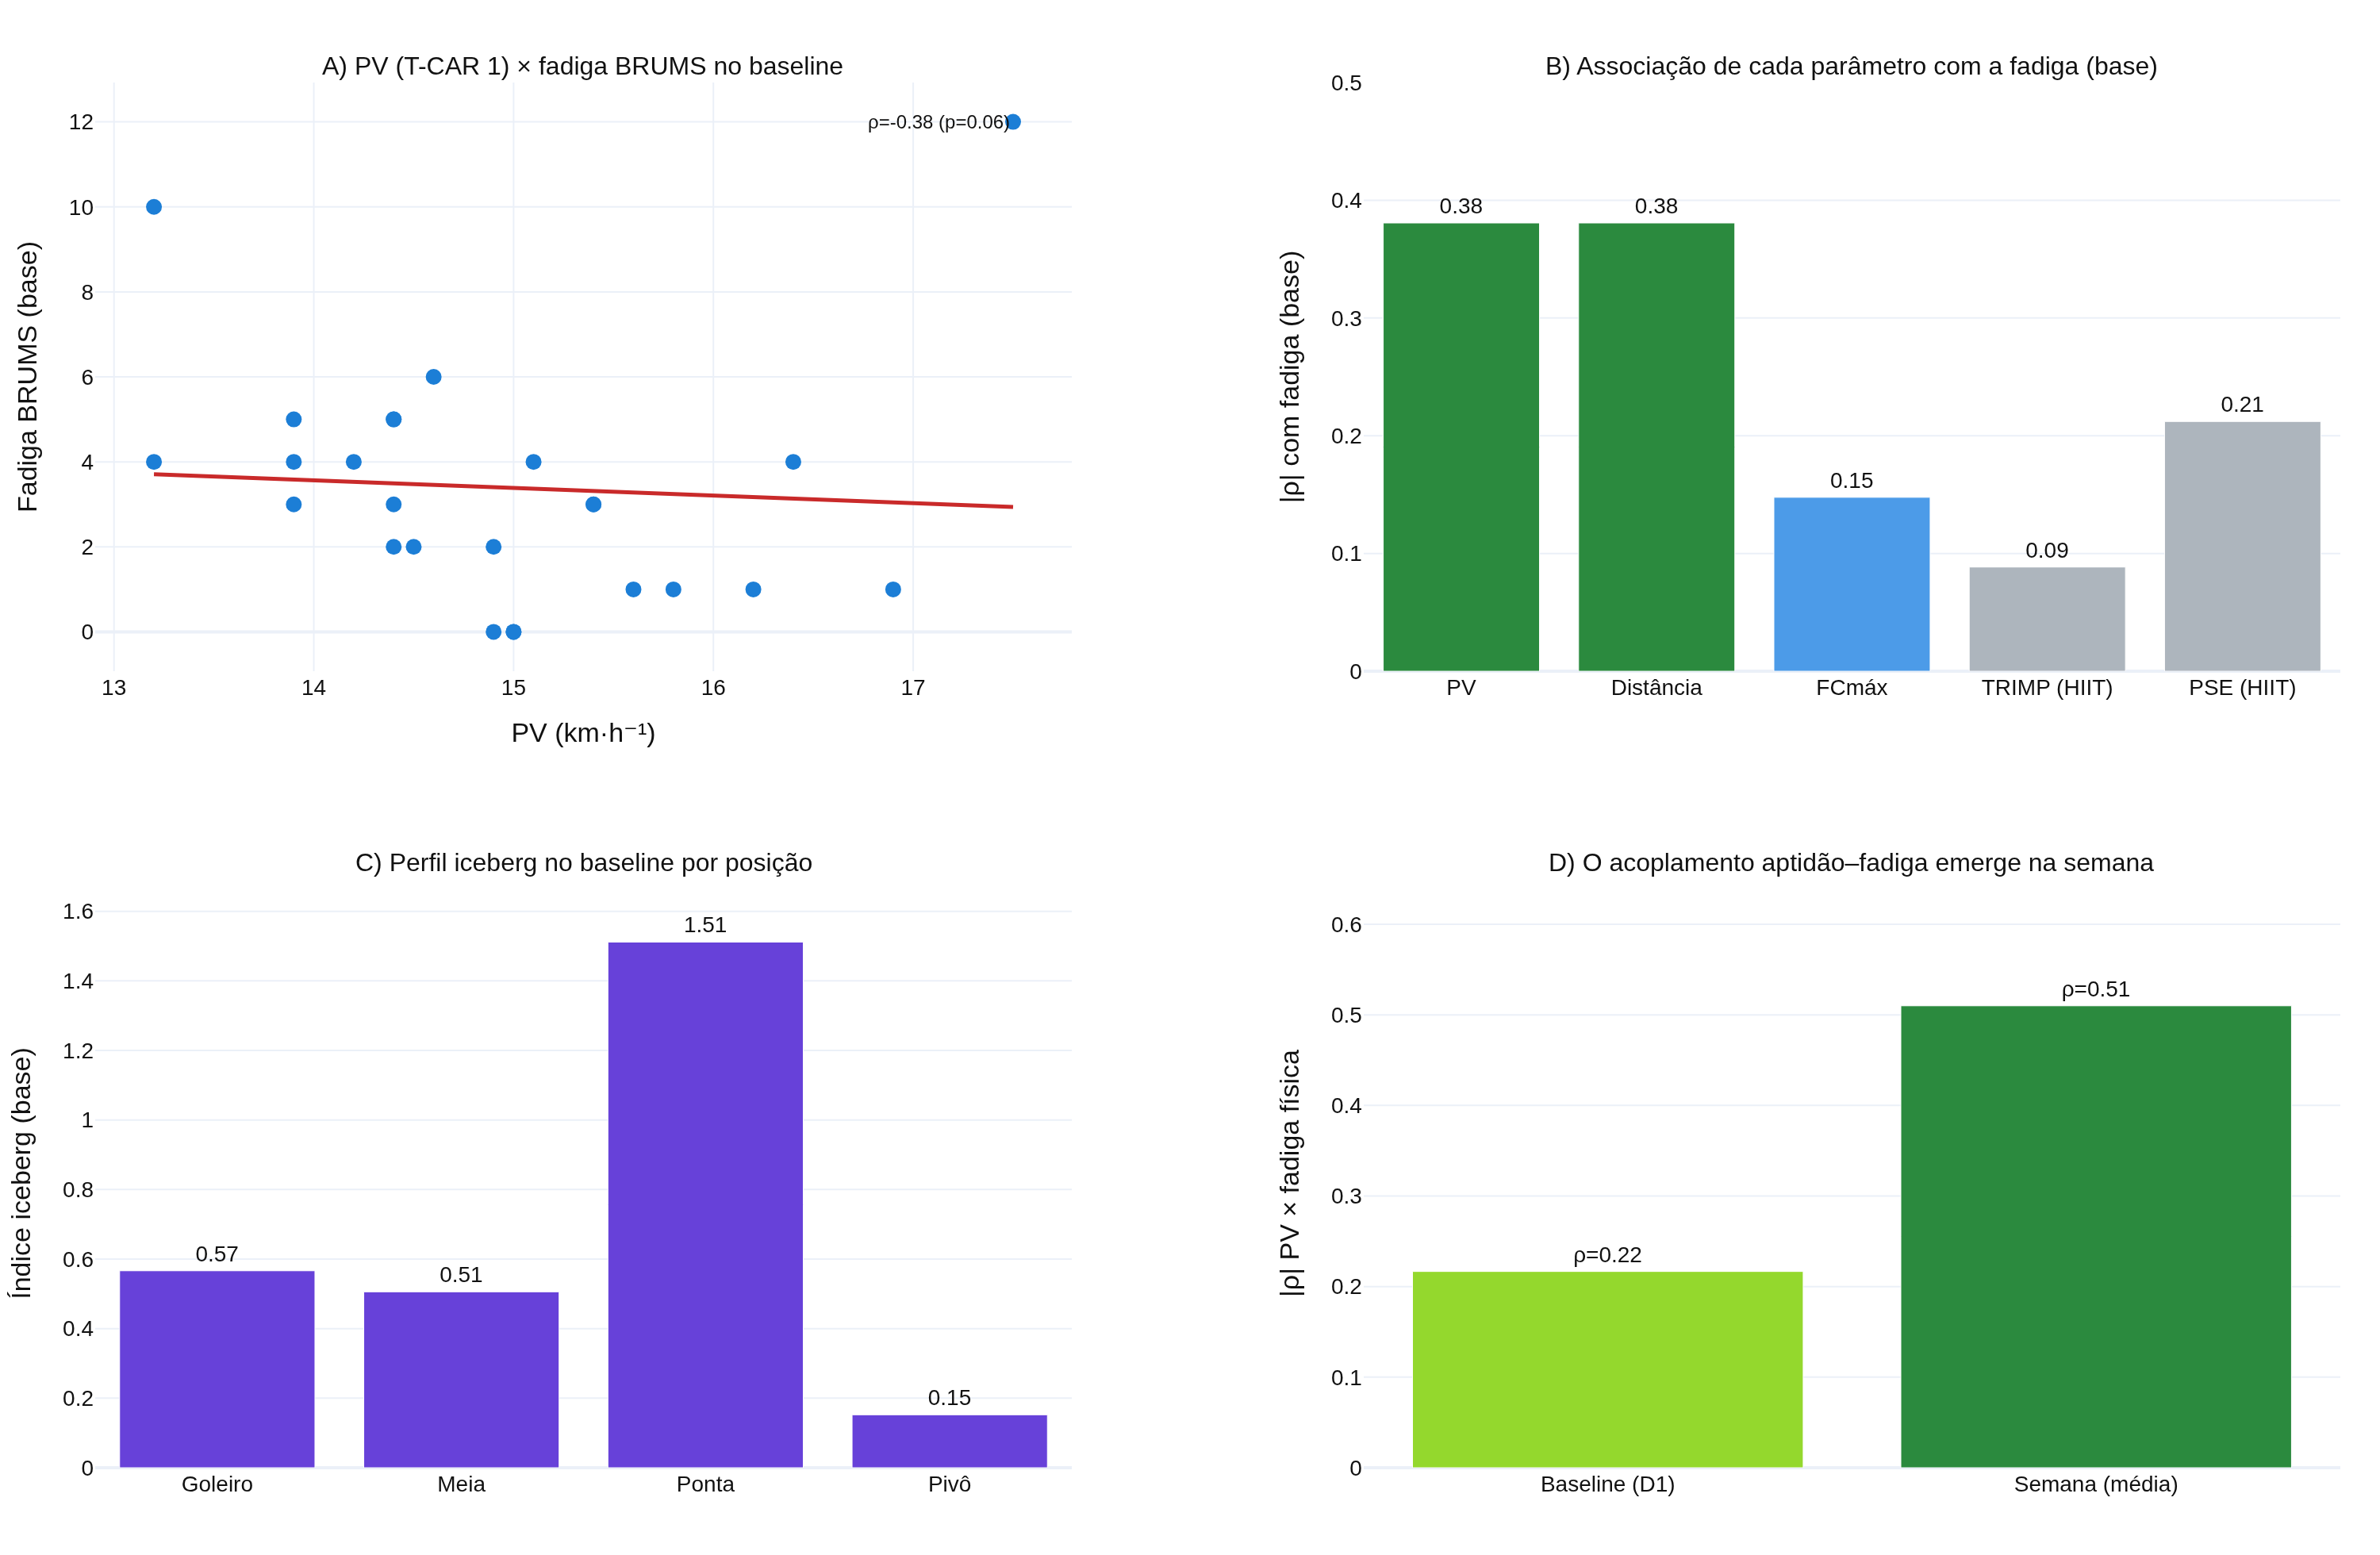 A) PV (T-CAR 1) × fadiga BRUMS no baseline
Fadiga BRUMS (base)
12
10
8
6
4
2
0
ρ=-0.38 (p=0.06)
13 14 15 16 17
PV (km·h⁻¹)
B) Associação de cada parâmetro com a fadiga (base)
|ρ| com fadiga (base)
0.5
0.4
0.3
0.2
0.1
0
0.38 0.38 0.15 0.09 0.21
PV Distância FCmáx TRIMP (HIIT) PSE (HIIT)
C) Perfil iceberg no baseline por posição
Índice iceberg (base)
1.6
1.4
1.2
1
0.8
0.6
0.4
0.2
0
0.57 0.51 1.51 0.15
Goleiro Meia Ponta Pivô
D) O acoplamento aptidão–fadiga emerge na semana
|ρ| PV × fadiga física
0.6
0.5
0.4
0.3
0.2
0.1
0
ρ=0.22 ρ=0.51
Baseline (D1) Semana (média)